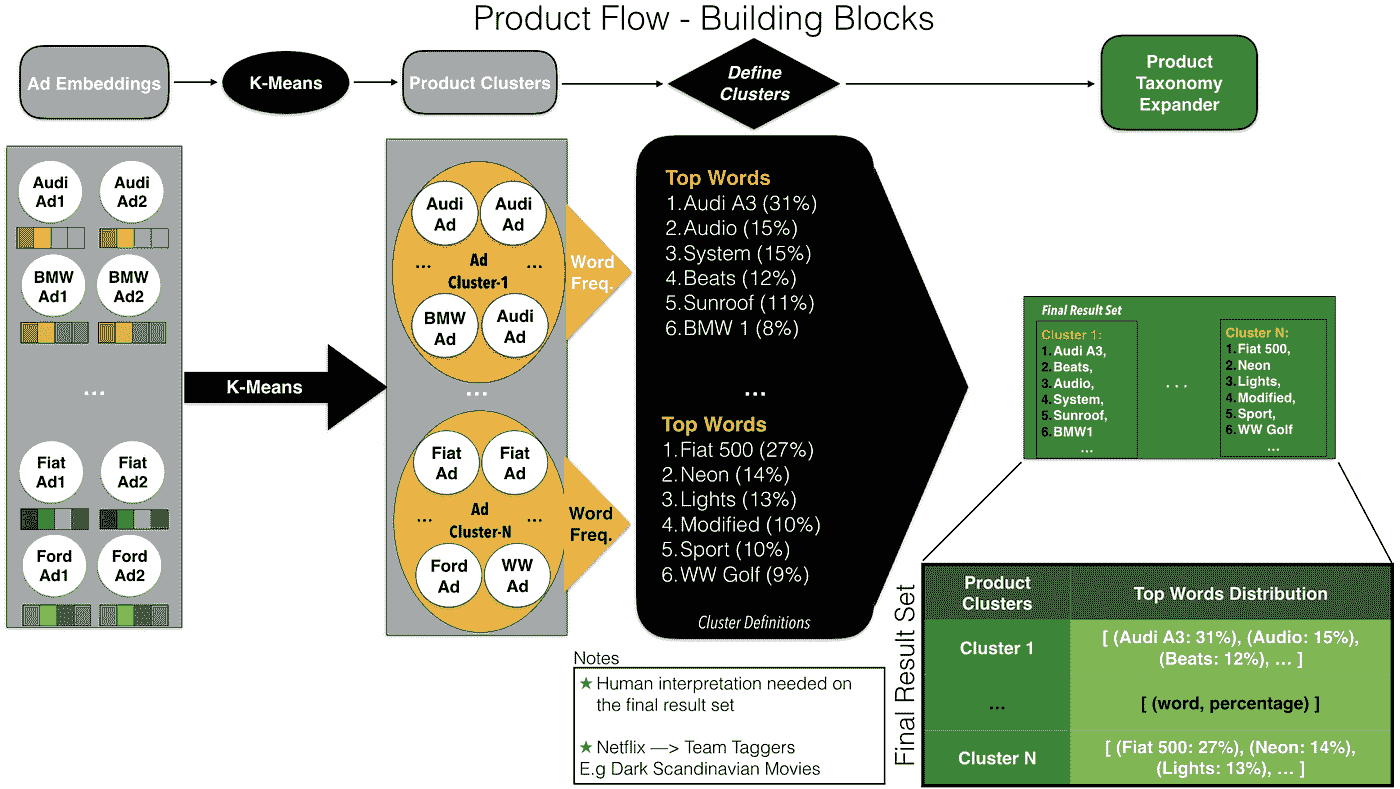 Product Flow - Building Blocks
Ad Embeddings
K-Means
Product Clusters
Define
Clusters
Product
Taxonomy
Expander
Audi
Ad1
Audi
Ad2
BMW
Ad1
BMW
Ad2
...
Fiat
Ad1
Fiat
Ad2
Ford
Ad1
Ford
Ad2
K-Means
Audi
Ad
Audi
Ad
... Ad ...
Cluster-1
BMW
Ad
Audi
Ad
...
Fiat
Ad
Fiat
Ad
... Ad ...
Cluster-N
Ford
Ad
WW
Ad
Word
Freq.
Word
Freq.
Top Words
1.Audi A3 (31%)
2.Audio (15%)
3.System (15%)
4.Beats (12%)
5.Sunroof (11%)
6.BMW 1 (8%)
...
Top Words
1.Fiat 500 (27%)
2.Neon (14%)
3.Lights (13%)
4.Modified (10%)
5.Sport (10%)
6.WW Golf (9%)
Cluster Definitions
Notes
★ Human interpretation needed on
the final result set
★ Netflix —> Team Taggers
E.g Dark Scandinavian Movies
Final Result Set
Cluster 1:
1.Audi A3,
2.Beats,
3.Audio,
4.System,
5.Sunroof,
6.BMW1
...
...
Cluster N:
1.Fiat 500,
2.Neon
3.Lights,
4.Modified,
5.Sport,
6.WW Golf
...
Final Result Set
Product
Clusters
Top Words Distribution
Cluster 1
[ (Audi A3: 31%), (Audio: 15%),
(Beats: 12%), ... ]
...
[ (word, percentage) ]
Cluster N
[ (Fiat 500: 27%), (Neon: 14%),
(Lights: 13%), ... ]